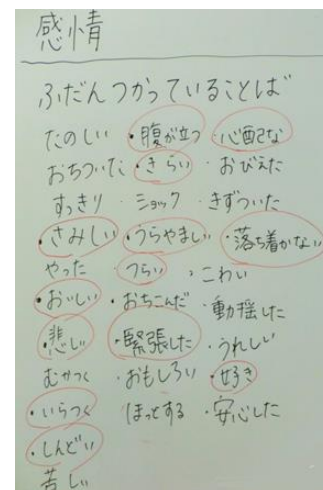 感情
ふだんつかっていることば
たのしい ・腹が立つ ・心配な
おちついた ・きらい ・おびえた
すっきり ・ショック ・きずついた
・さみしい ・うらやましい ・落ち着かない
やった ・つらい ・こわい
・おいしい ・おちこんだ ・動揺した
・悲しい ・緊張した ・うれしい
むかつく ・おもしろい ・好き
・いらつく ほっとする ・安心した
・しんどい
苦しい